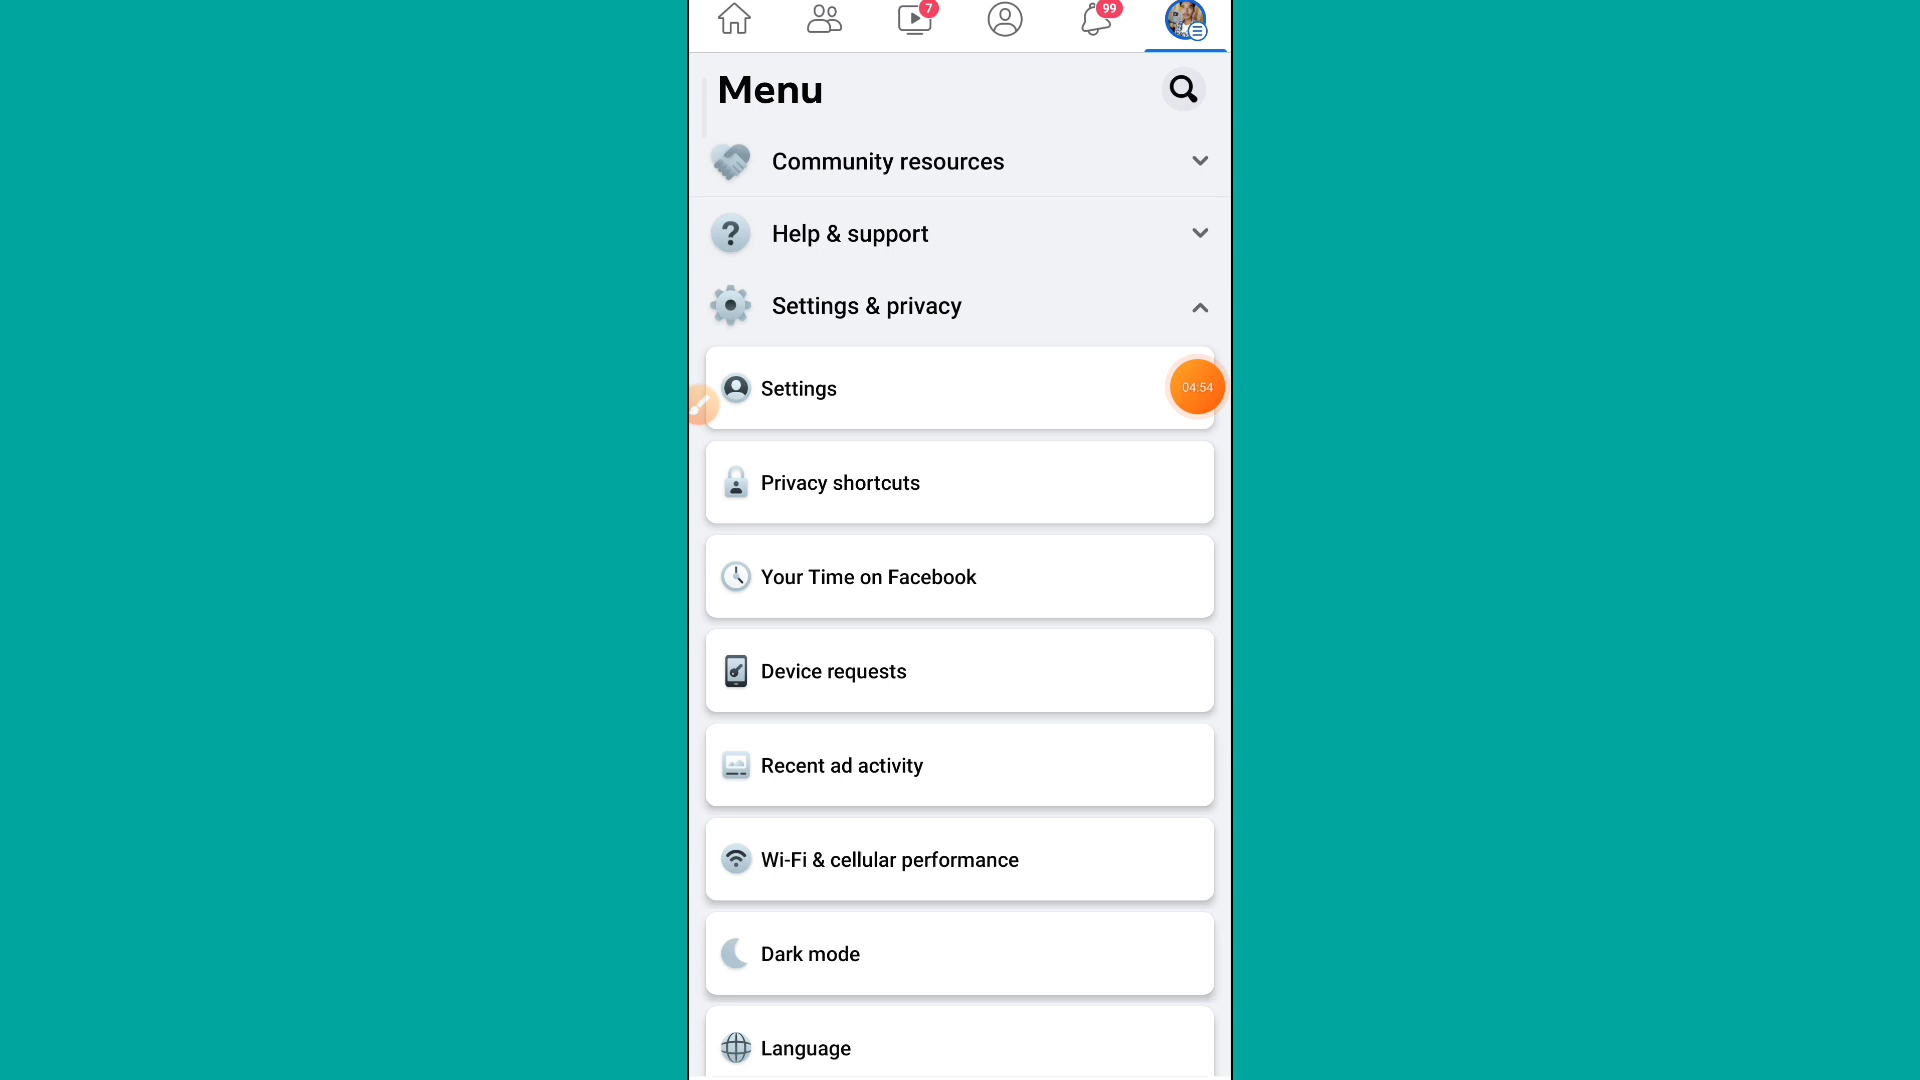 7
99
Menu
Community resources
Help & support
Settings & privacy
Settings
04:54
Privacy shortcuts
Your Time on Facebook
Device requests
Recent ad activity
Wi-Fi & cellular performance
Dark mode
Language